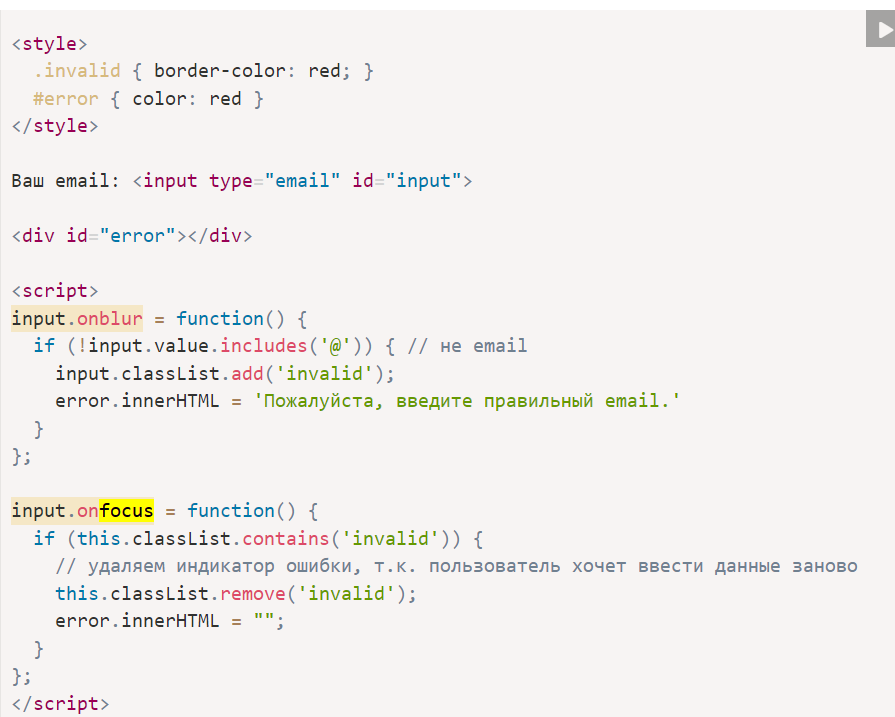 <style>
  .invalid { border-color: red; }
  #error { color: red }
</style>

Ваш email: <input type="email" id="input">

<div id="error"></div>

<script>
input.onblur = function() {
  if (!input.value.includes('@')) { // не email
    input.classList.add('invalid');
    error.innerHTML = 'Пожалуйста, введите правильный email.'
  }
};

input.onfocus = function() {
  if (this.classList.contains('invalid')) {
    // удаляем индикатор ошибки, т.к. пользователь хочет ввести данные заново
    this.classList.remove('invalid');
    error.innerHTML = "";
  }
};
</script>